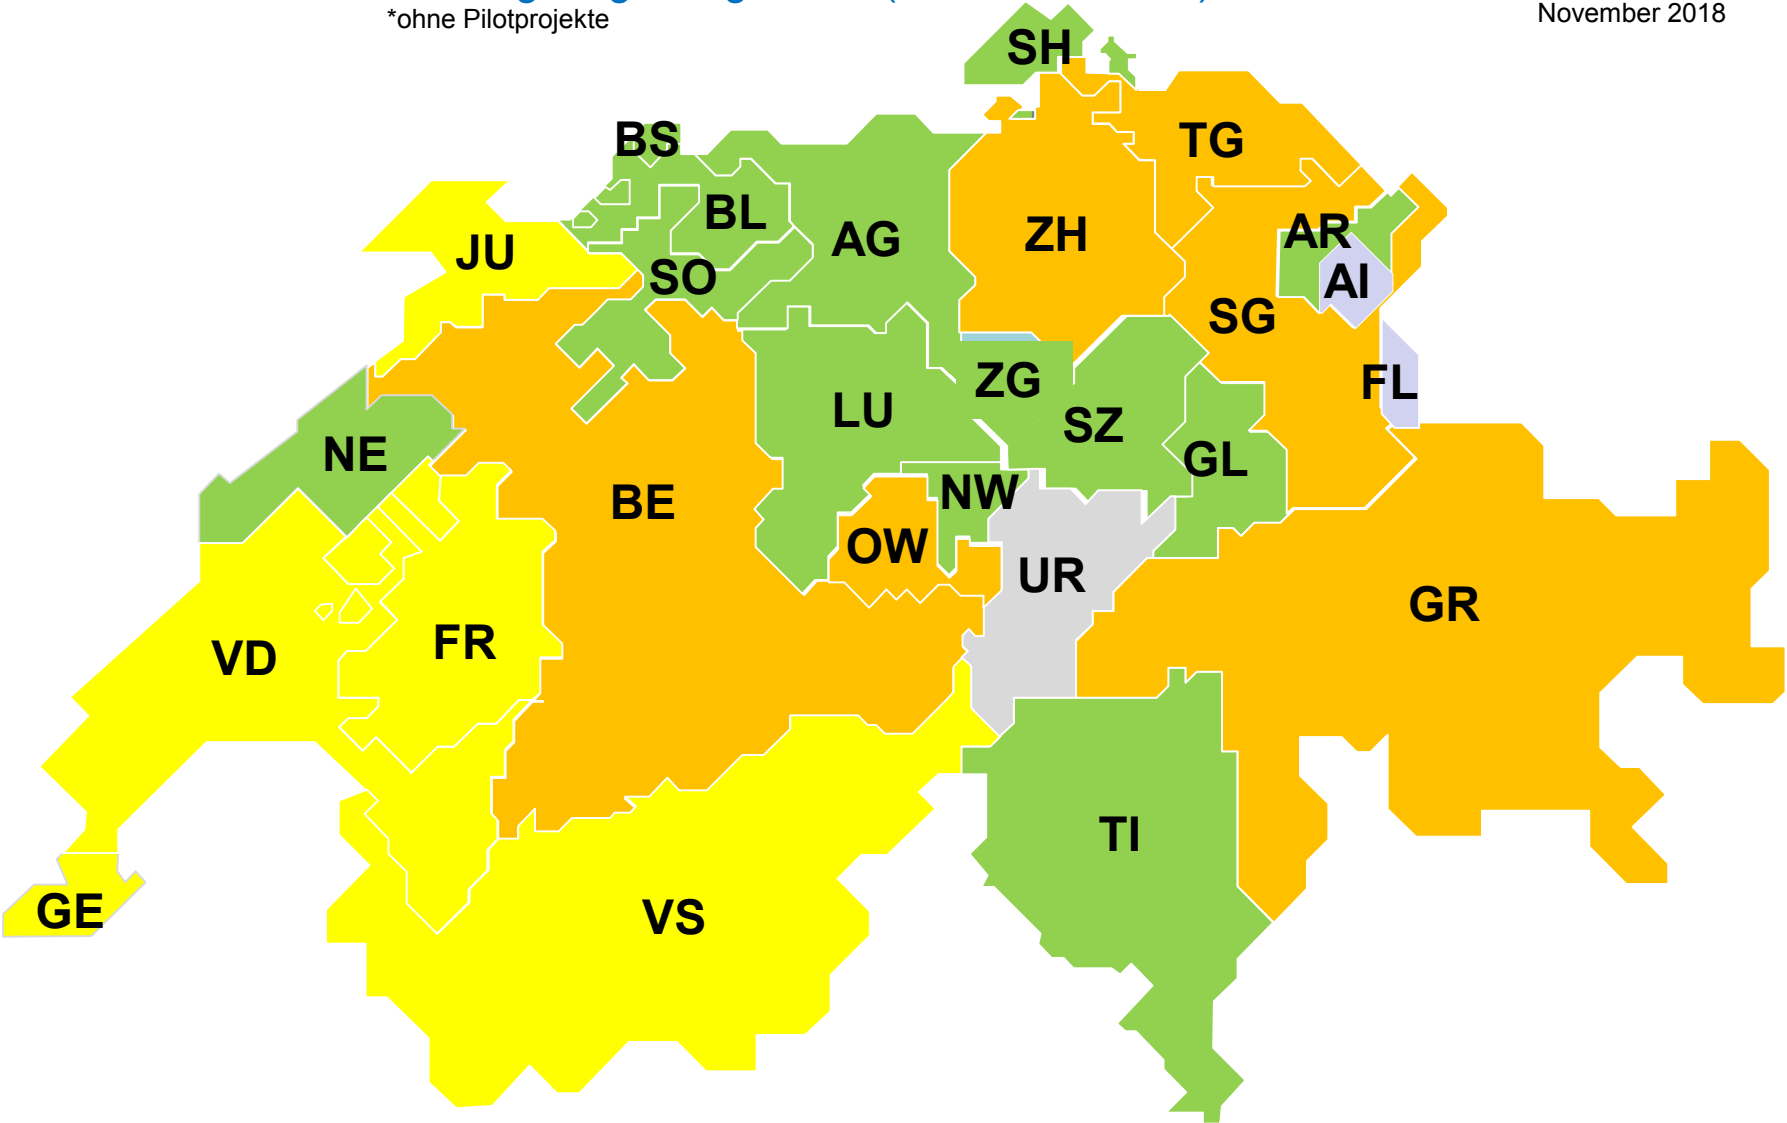 *ohne Pilotprojekte
November 2018
SH
BS
TG
BL
AR
ZH
AG
JU
SO
AI
SG
ZG
FL
LU
SZ
NE
GL
NW
BE
OW
UR
GR
FR
VD
TI
GE
VS